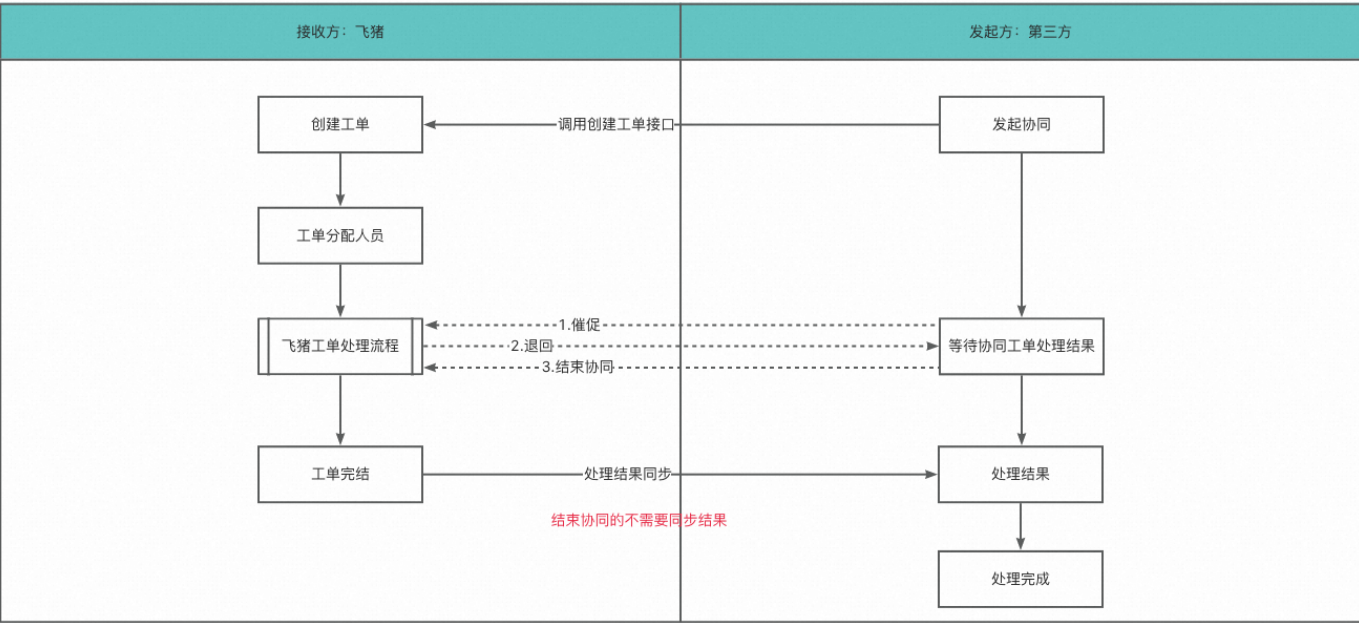 接收方：飞猪
发起方：第三方
创建工单
调用创建工单接口
发起协同
工单分配人员
1.催促
飞猪工单处理流程
2.退回
等待协同工单处理结果
3.结束协同
工单完结
处理结果同步
处理结果
结束协同的不需要同步结果
处理完成